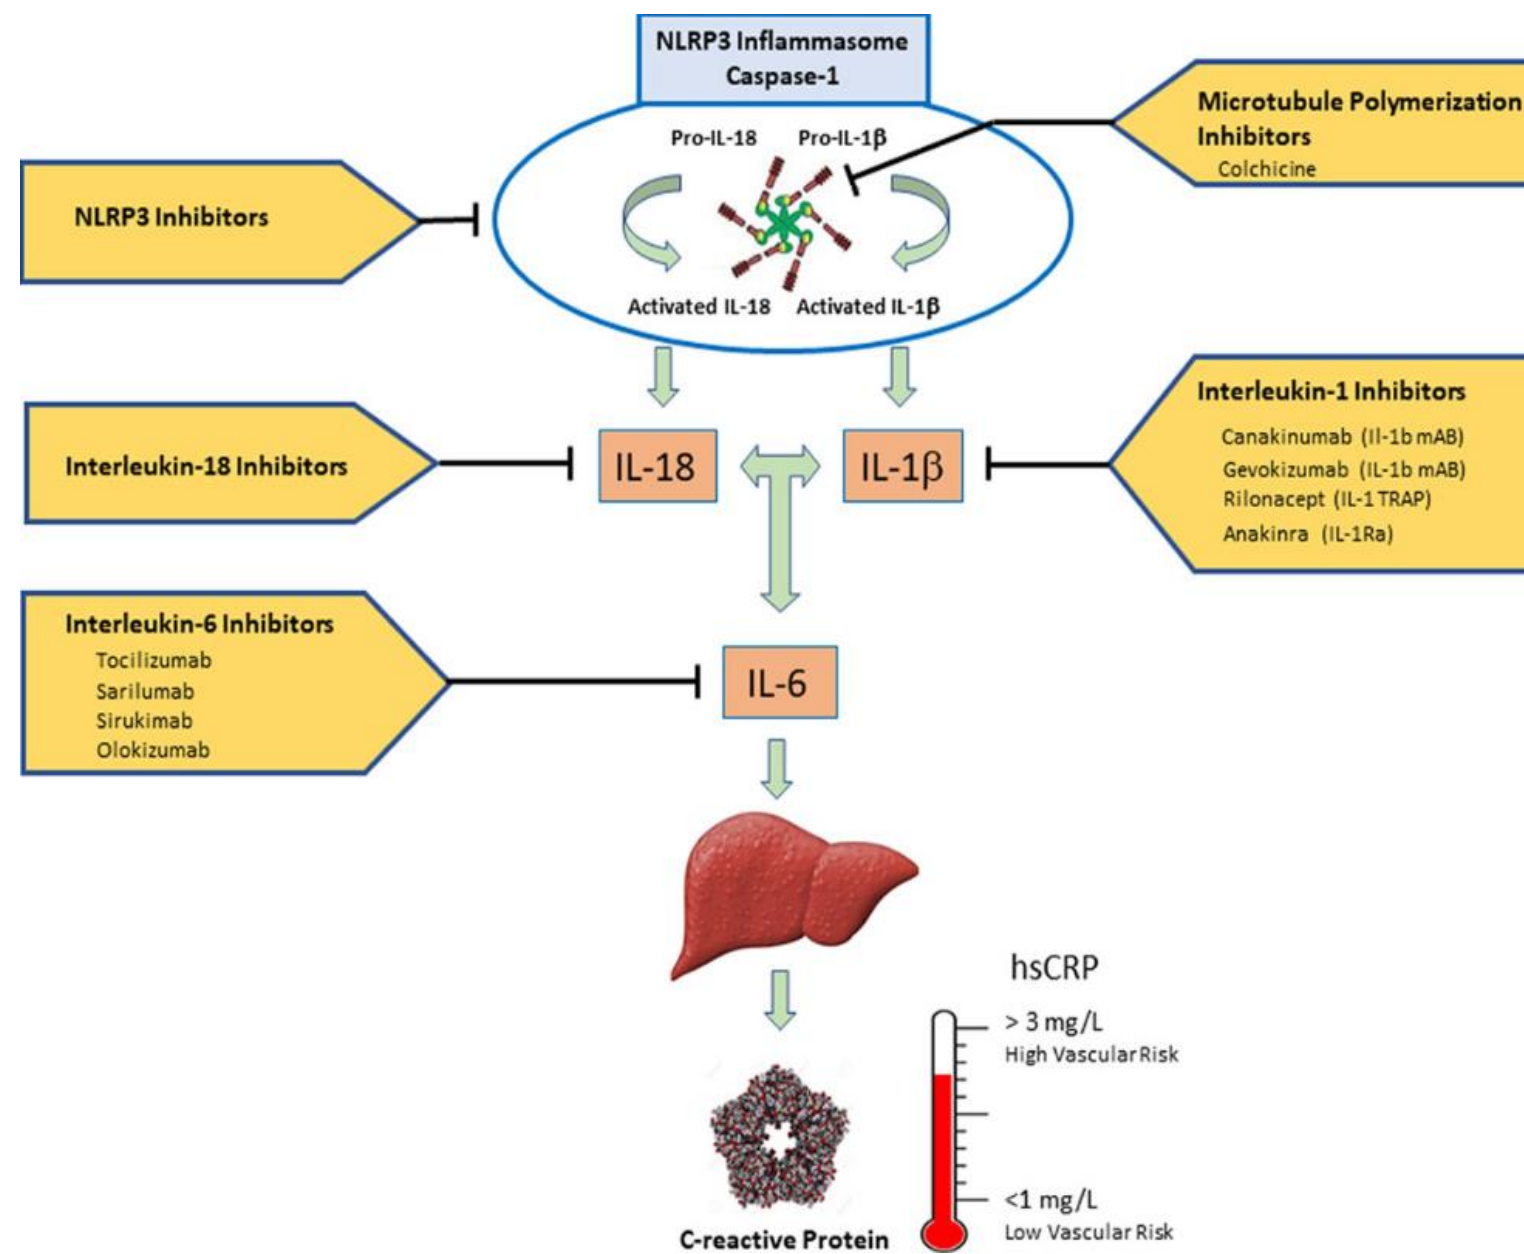 NLRP3 Inflammasome
Caspase-1
Microtubule Polymerization
Inhibitors
Colchicine
Pro-IL-18
Pro-IL-1β
NLRP3 Inhibitors
Activated IL-18
Activated IL-1β
Interleukin-18 Inhibitors
IL-18
IL-1β
Interleukin-1 Inhibitors
Canakinumab (Il-1b mAB)
Gevokizumab (IL-1b mAB)
Rilonacept (IL-1 TRAP)
Anakinra (IL-1Ra)
Interleukin-6 Inhibitors
Tocilizumab
Sarilumab
Sirukimab
Olokizumab
IL-6
hsCRP
> 3 mg/L
High Vascular Risk
<1 mg/L
Low Vascular Risk
C-reactive Protein